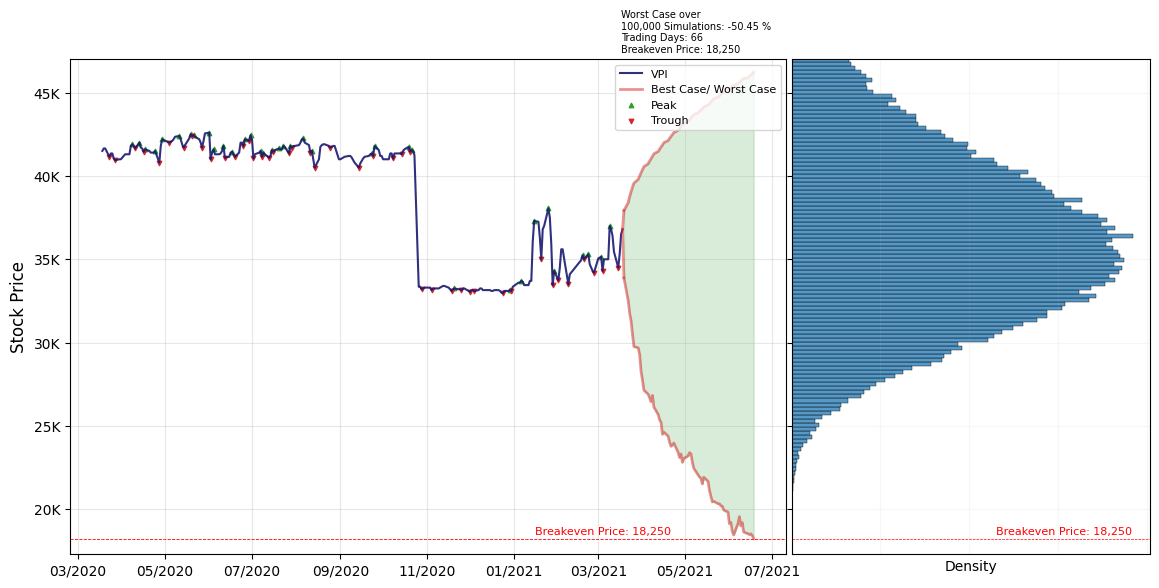 Worst Case over
100,000 Simulations: -50.45 %
Trading Days: 66
Breakeven Price: 18,250
VPI
Best Case/ Worst Case
Peak
Trough
45K
40K
35K
30K
25K
20K
Stock Price
Breakeven Price: 18,250
Breakeven Price: 18,250
03/2020
05/2020
07/2020
09/2020
11/2020
01/2021
03/2021
05/2021
07/2021
Density